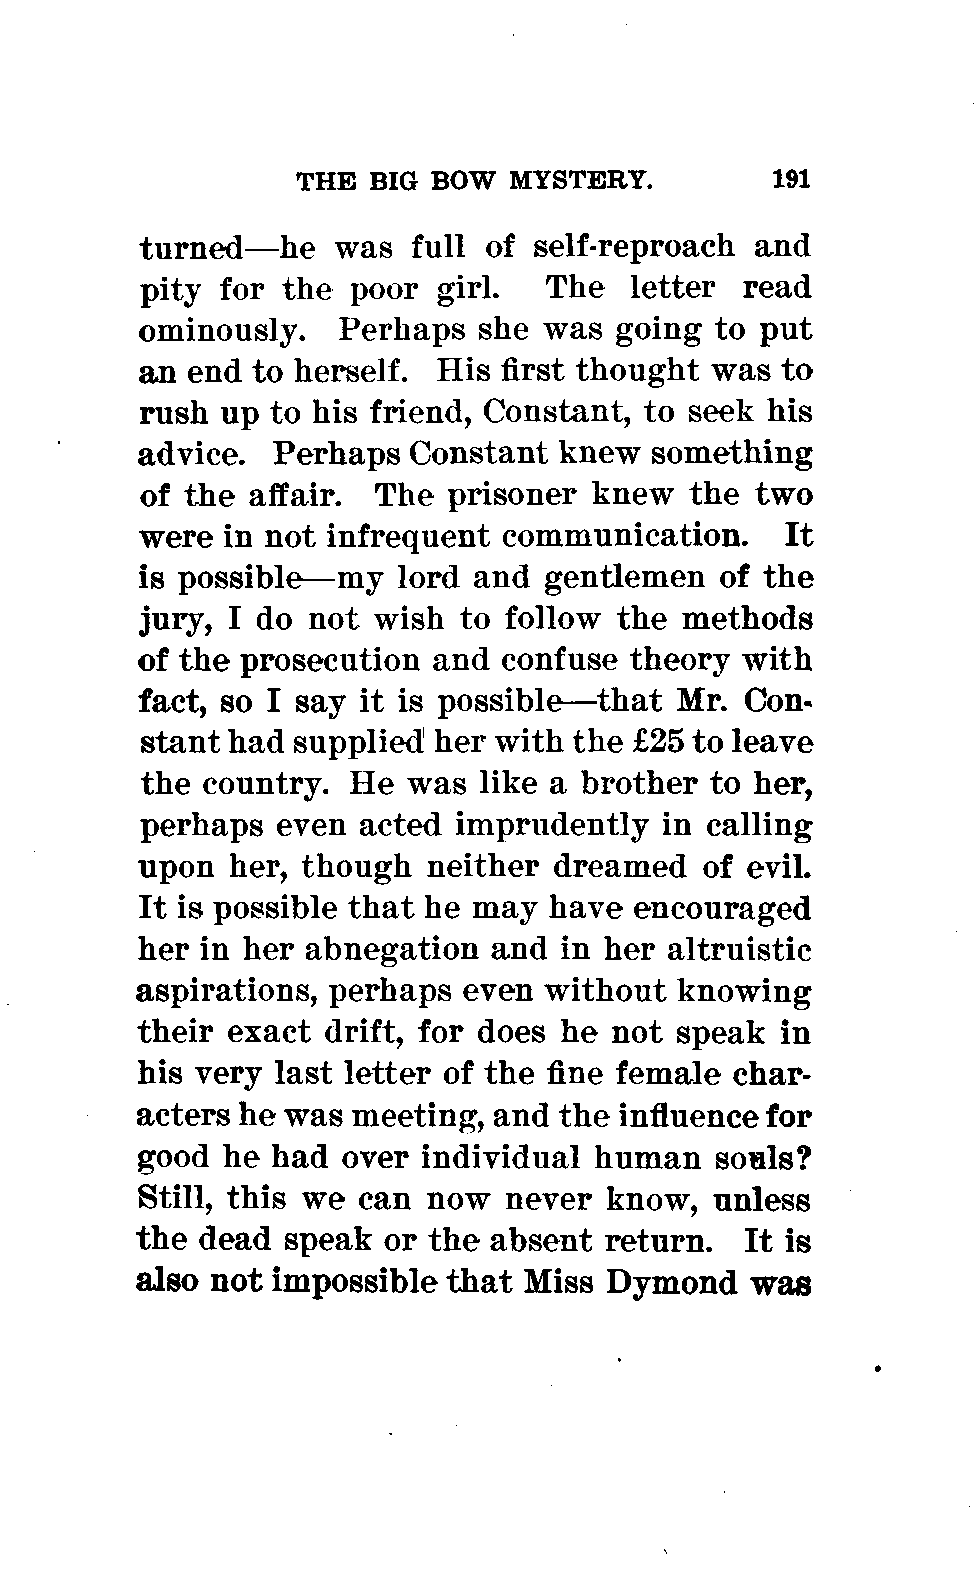 THE BIG BOW MYSTERY. 191
turned—he was full of self-reproach and
pity for the poor girl. The letter read
ominously. Perhaps she was going to put
an end to herself. His first thought was to
rush up to his friend, Constant, to seek his
advice. Perhaps Constant knew something
of the affair. The prisoner knew the two
were in not infrequent communication. It
is possible—my lord and gentlemen of the
jury, I do not wish to follow the methods
of the prosecution and confuse theory with
fact, so I say it is possible—that Mr. Con-
stant had supplied her with the £25 to leave
the country. He was like a brother to her,
perhaps even acted imprudently in calling
upon her, though neither dreamed of evil.
It is possible that he may have encouraged
her in her abnegation and in her altruistic
aspirations, perhaps even without knowing
their exact drift, for does he not speak in
his very last letter of the fine female char-
acters he was meeting, and the influence for
good he had over individual human souls?
Still, this we can now never know, unless
the dead speak or the absent return. It is
also not impossible that Miss Dymond was